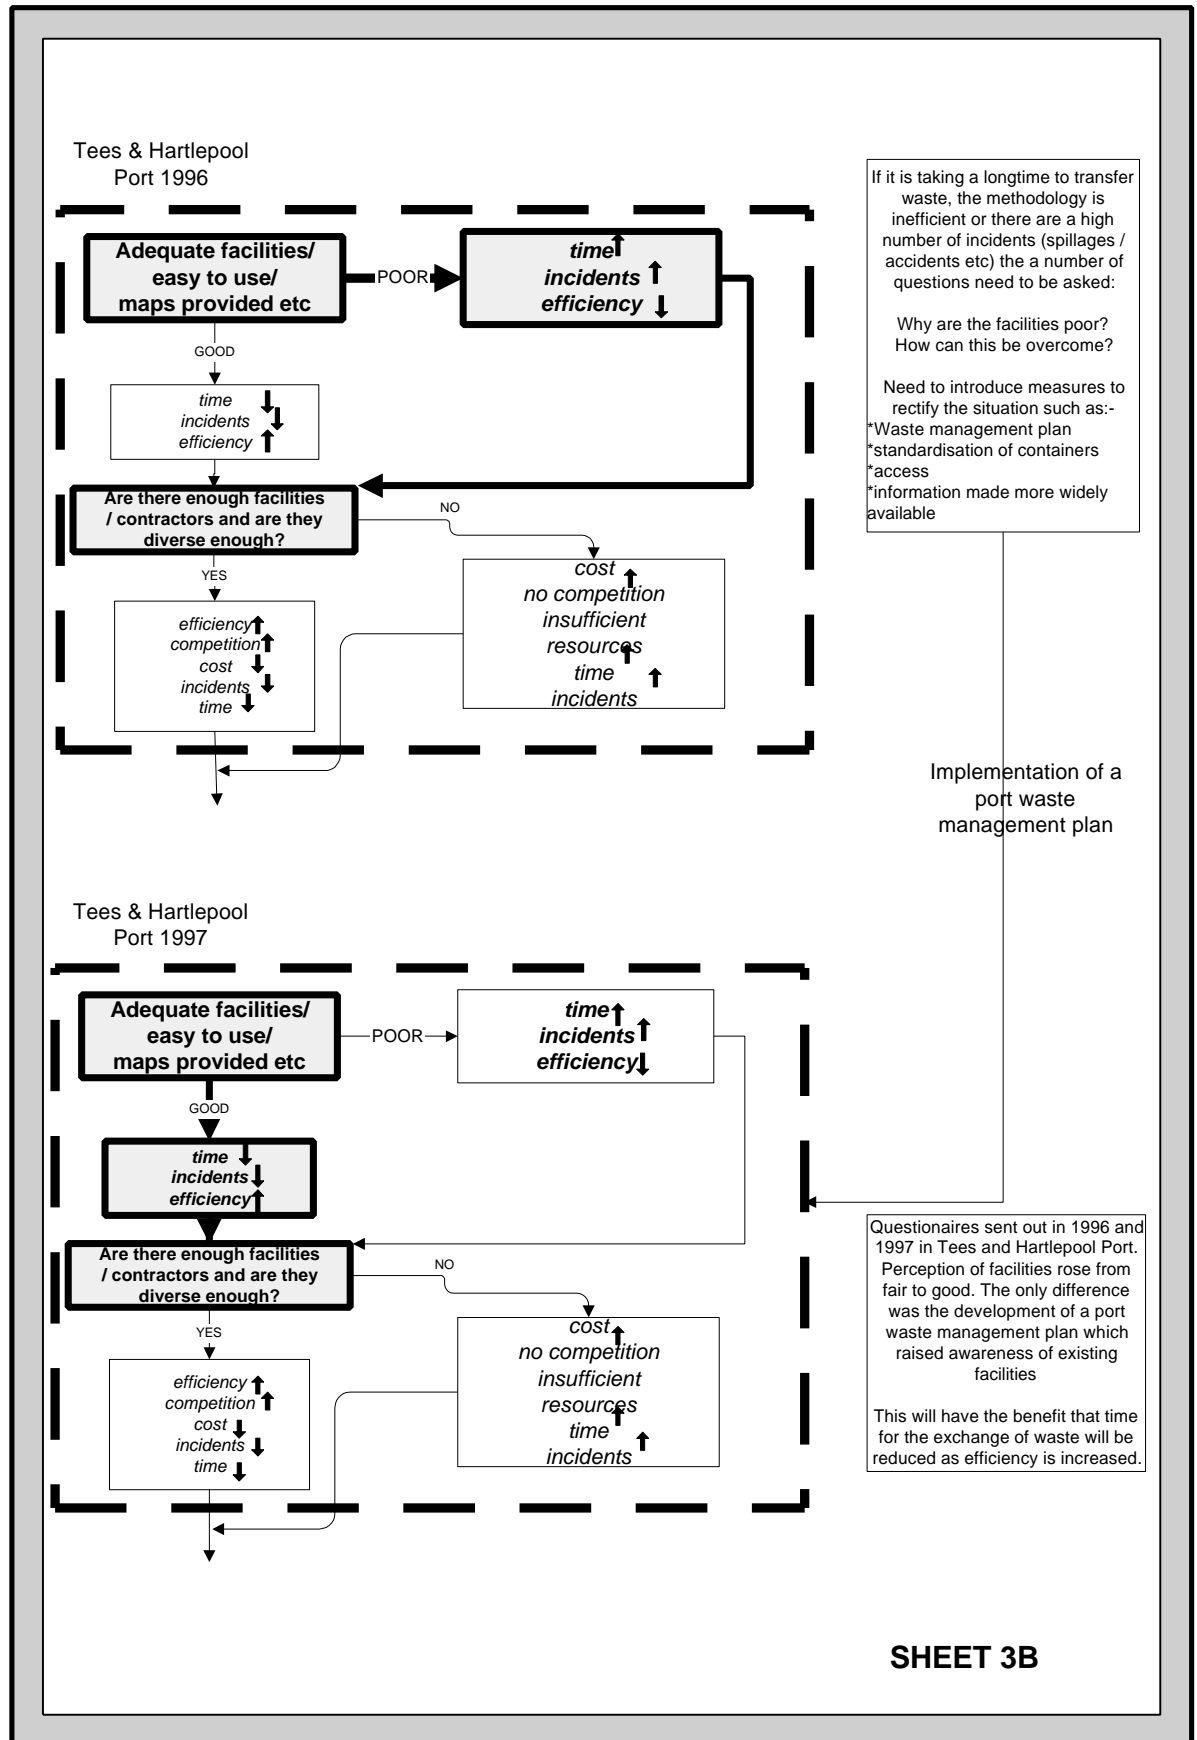 Tees & Hartlepool
Port 1996
Adequate facilities/
easy to use/
maps provided etc
POOR
time
incidents
efficiency
GOOD
time
incidents
efficiency
Are there enough facilities
/ contractors and are they
diverse enough?
NO
YES
cost
no competition
insufficient
resources
time
incidents
efficiency
competition
cost
incidents
time
If it is taking a longtime to transfer
waste, the methodology is
inefficient or there are a high
number of incidents (spillages /
accidents etc) the a number of
questions need to be asked:
Why are the facilities poor?
How can this be overcome?
Need to introduce measures to
rectify the situation such as:-
*Waste management plan
*standardisation of containers
*access
*information made more widely
available
Implementation of a
port waste
management plan
Tees & Hartlepool
Port 1997
Adequate facilities/
easy to use/
maps provided etc
POOR
time
incidents
efficiency
GOOD
time
incidents
efficiency
Are there enough facilities
/ contractors and are they
diverse enough?
NO
YES
cost
no competition
insufficient
resources
time
incidents
efficiency
competition
cost
incidents
time
Questionaires sent out in 1996 and
1997 in Tees and Hartlepool Port.
Perception of facilities rose from
fair to good. The only difference
was the development of a port
waste management plan which
raised awareness of existing
facilities
This will have the benefit that time
for the exchange of waste will be
reduced as efficiency is increased.
SHEET 3B